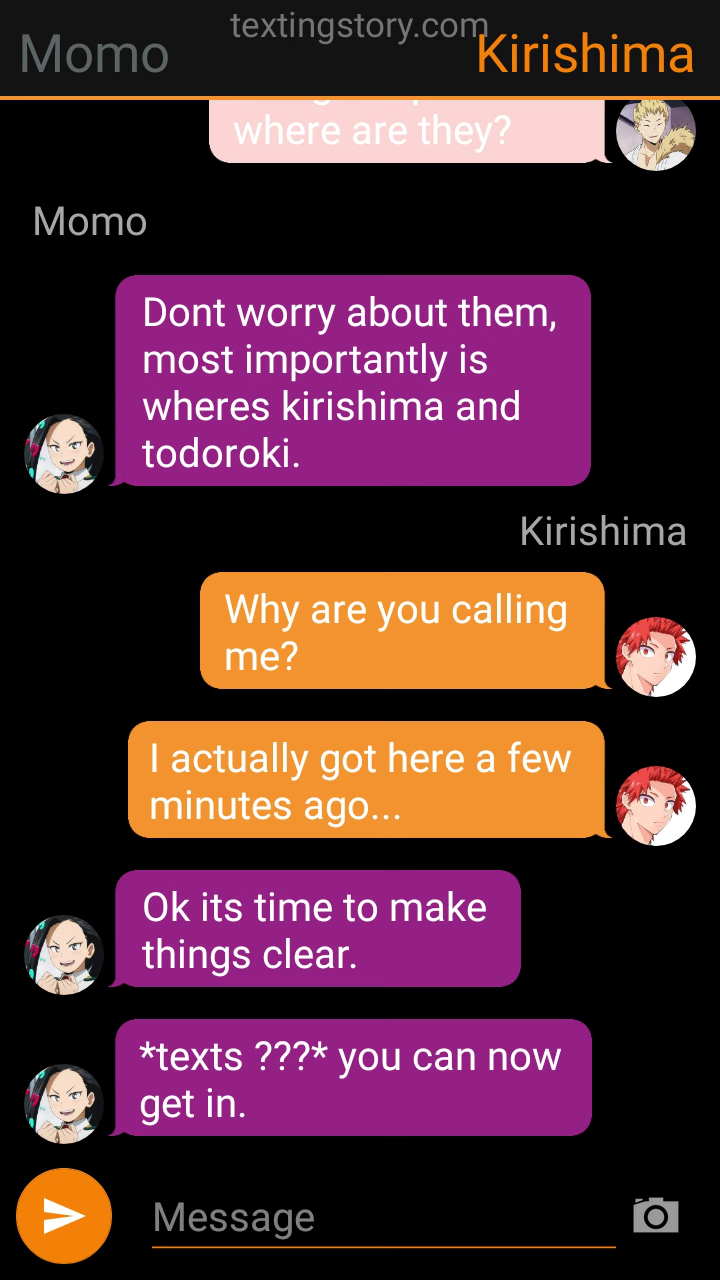 textingstory.com
Momo
Kirishima
where are they?
Momo
Dont worry about them,
most importantly is
wheres kirishima and
todoroki.
Kirishima
Why are you calling
me?
I actually got here a few
minutes ago...
Ok its time to make
things clear.
*texts ???* you can now
get in.
Message